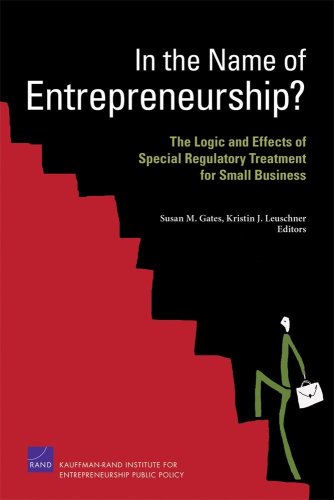 In the Name of
Entrepreneurship?
The Logic and Effects of
Special Regulatory Treatment
for Small Business
Susan M. Gates, Kristin J. Leuschner
Editors
RAND
KAUFFMAN-RAND INSTITUTE FOR
ENTREPRENEURSHIP PUBLIC POLICY